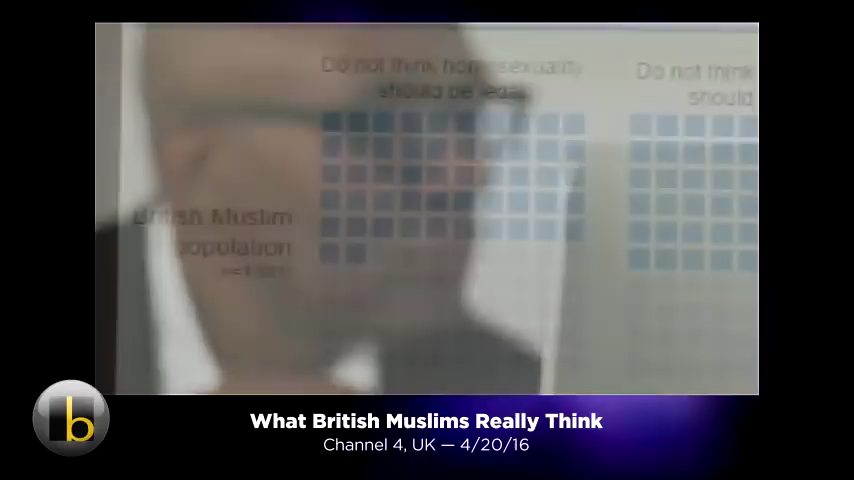 Do not think homosexuality
should be legal
Do not think
should
British Muslim
population
b
What British Muslims Really Think
Channel 4, UK — 4/20/16